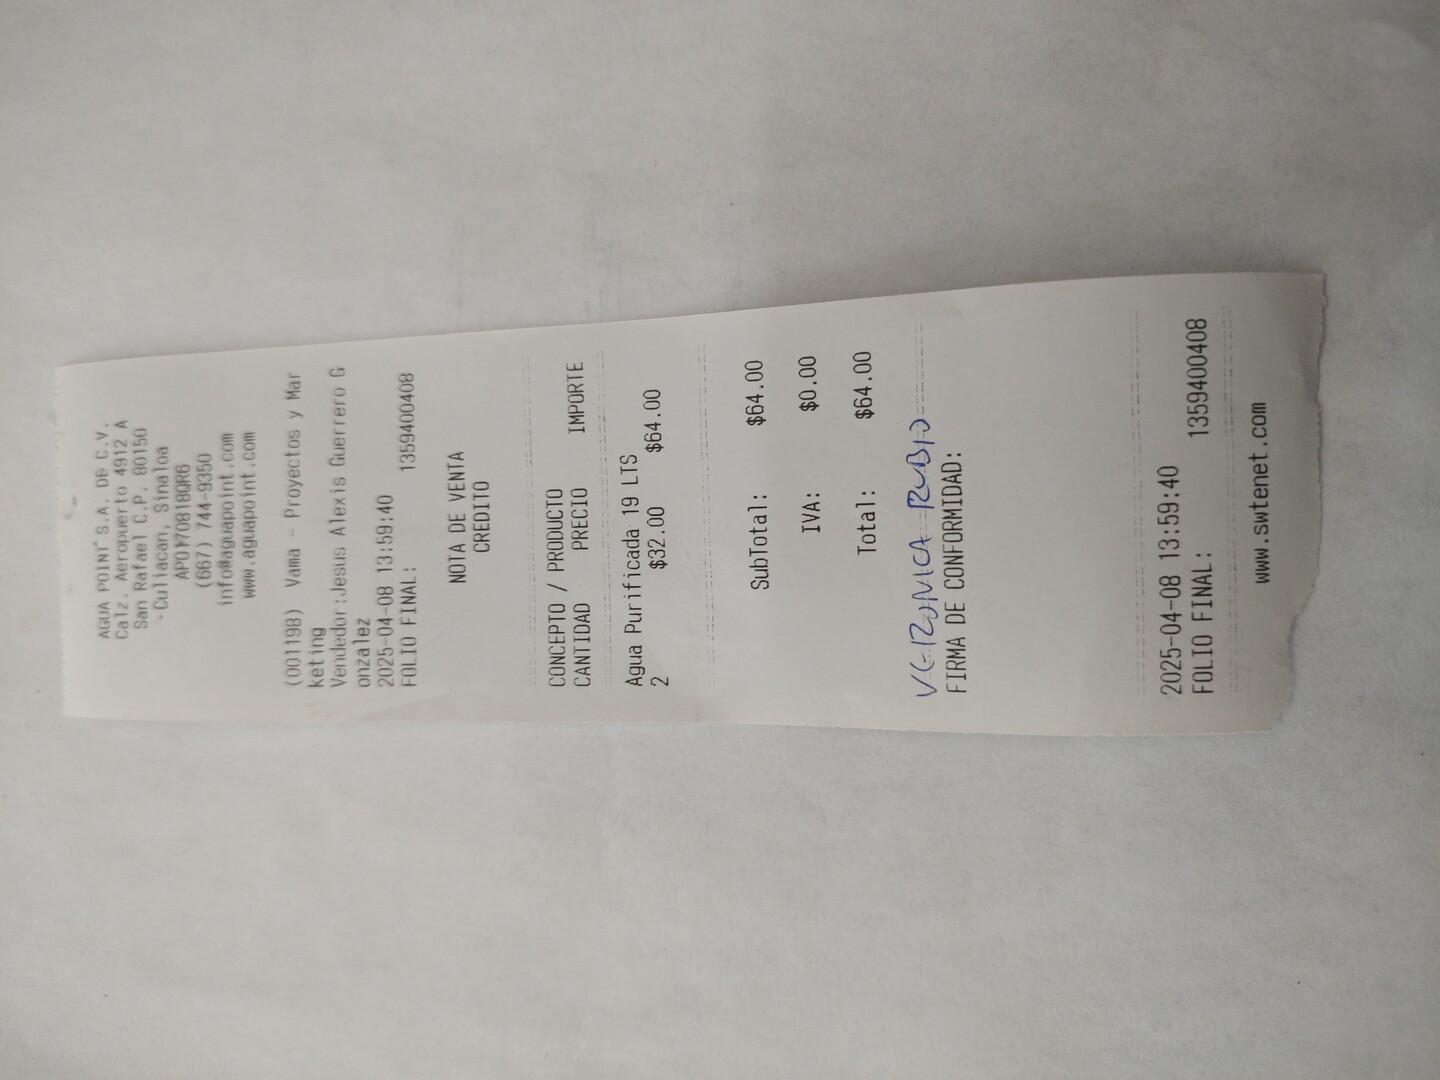 AGUA POINT S.A. DE C.V.
Calz. Aeropuerto 4912 A
San Rafael C.P. 80150
-Culiacan, Sinaloa
APO170818QR6
(667) 744-9350
info@aguapoint.com
www.aguapoint.com
(001198) Vama - Proyectos y Mar
keting
Vendedor:Jesus Alexis Guerrero G
onzalez
2025-04-08 13:59:40
FOLIO FINAL: 1359400408
NOTA DE VENTA
CREDITO
CONCEPTO / PRODUCTO
CANTIDAD PRECIO IMPORTE
Agua Purificada 19 LTS
2 $32.00 $64.00
SubTotal: $64.00
IVA: $0.00
Total: $64.00
VERONICA RUBIO
FIRMA DE CONFORMIDAD:
2025-04-08 13:59:40
FOLIO FINAL: 1359400408
www.swtenet.com